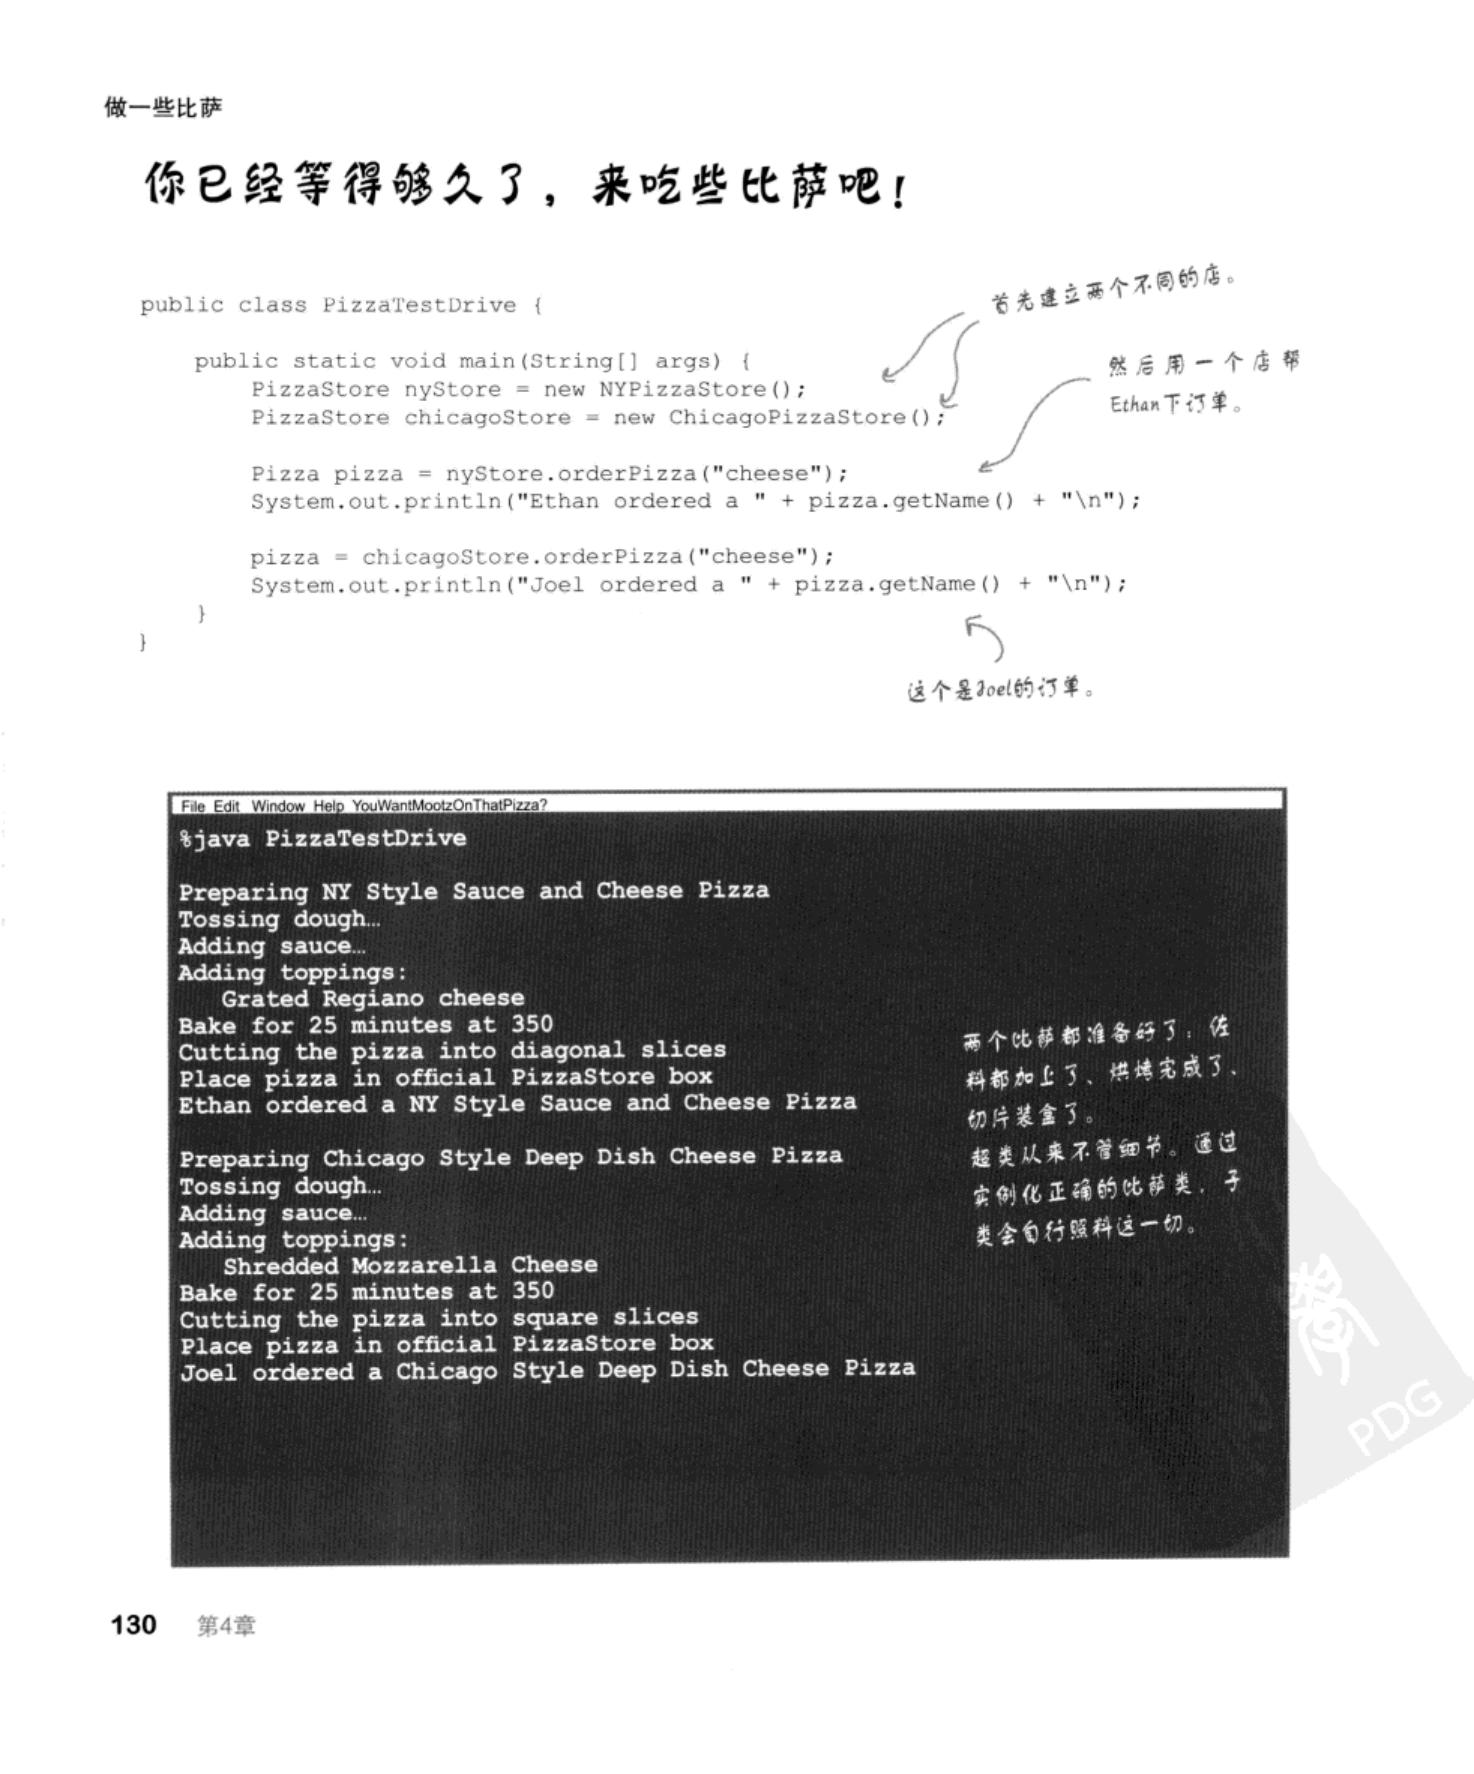 做一些比萨
你已经等得够久了，来吃些比萨吧！
首先建立两个不同的店。
public class PizzaTestDrive {
然后用一个店帮
Ethan下订单。
    public static void main(String[] args) {
        PizzaStore nyStore = new NYPizzaStore();
        PizzaStore chicagoStore = new ChicagoPizzaStore();
        Pizza pizza = nyStore.orderPizza("cheese");
        System.out.println("Ethan ordered a " + pizza.getName() + "\n");
        pizza = chicagoStore.orderPizza("cheese");
        System.out.println("Joel ordered a " + pizza.getName() + "\n");
    }
}
这个是Joel的订单。
File Edit Window Help YouWantMootzOnThatPizza?
%java PizzaTestDrive
Preparing NY Style Sauce and Cheese Pizza
Tossing dough…
Adding sauce…
Adding toppings:
   Grated Regiano cheese
Bake for 25 minutes at 350
Cutting the pizza into diagonal slices
Place pizza in official PizzaStore box
Ethan ordered a NY Style Sauce and Cheese Pizza
Preparing Chicago Style Deep Dish Cheese Pizza
Tossing dough…
Adding sauce…
Adding toppings:
   Shredded Mozzarella Cheese
Bake for 25 minutes at 350
Cutting the pizza into square slices
Place pizza in official PizzaStore box
Joel ordered a Chicago Style Deep Dish Cheese Pizza
两个比萨都准备好了：佐
料都加上了、烘烤完成了、
切片装盒了。
超类从来不管细节。通过
实例化正确的比萨类，子
类会自行照料这一切。
PDG
130 第4章